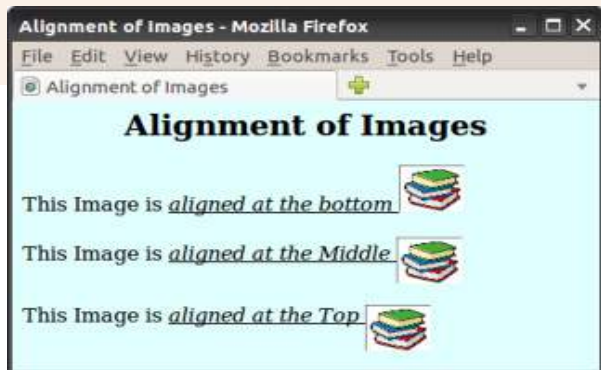 Alignment of Images - Mozilla Firefox
File Edit View History Bookmarks Tools Help
Alignment of Images
Alignment of Images
This Image is aligned at the bottom
This Image is aligned at the Middle
This Image is aligned at the Top